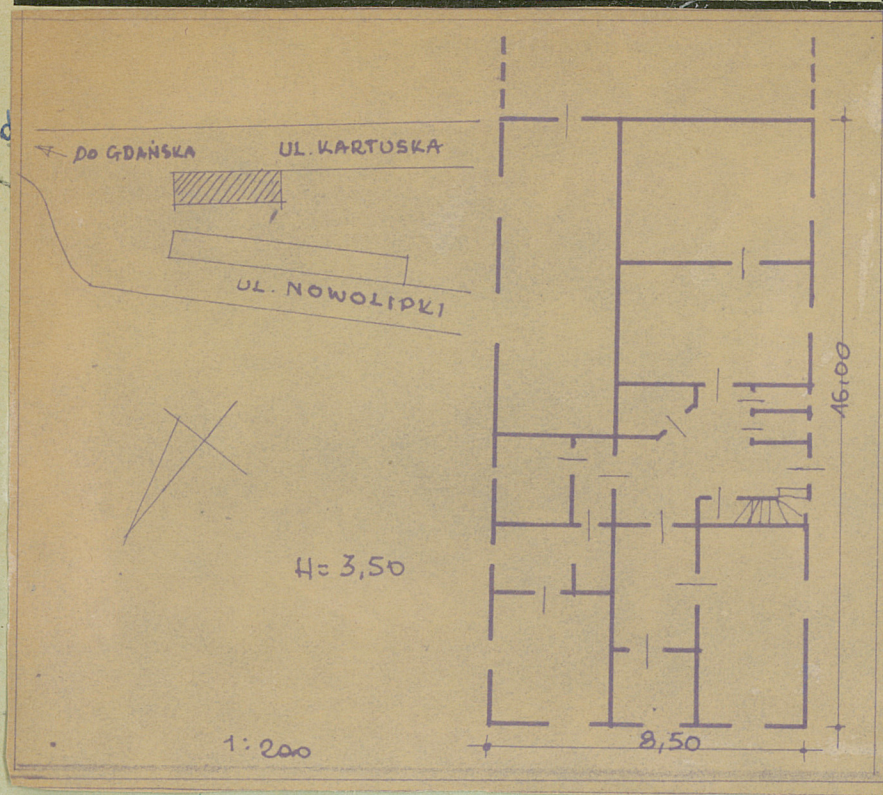 DO GDAŃSKA
UL. KARTUSKA
UL. NOWOLIPKI
H= 3,50
16.00
1:200
8,50